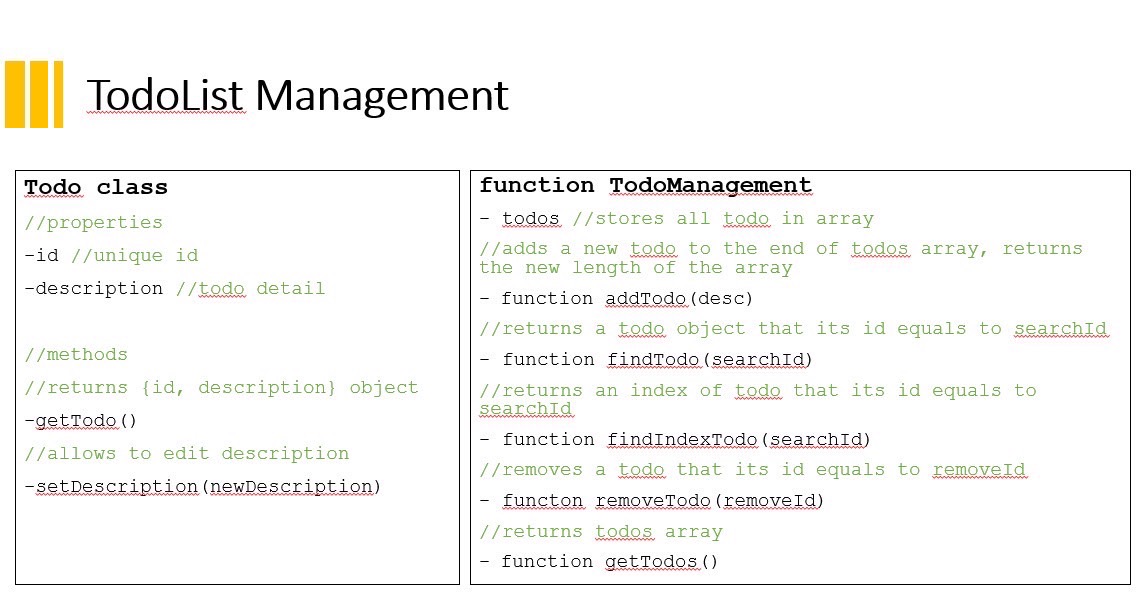 TodoList Management
Todo class
//properties
-id //unique id
-description //todo detail
//methods
//returns {id, description} object
-getTodo()
//allows to edit description
-setDescription(newDescription)
function TodoManagement
- todos //stores all todo in array
//adds a new todo to the end of todos array, returns
the new length of the array
- function addTodo(desc)
//returns a todo object that its id equals to searchId
- function findTodo(searchId)
//returns an index of todo that its id equals to
searchId
- function findIndexTodo(searchId)
//removes a todo that its id equals to removeId
- functon removeTodo(removeId)
//returns todos array
- function getTodos()